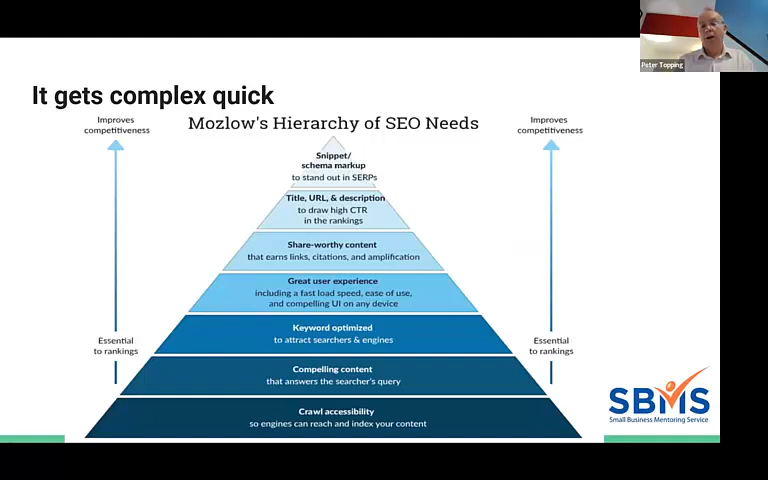 Peter Topping
It gets complex quick
Mozlow's Hierarchy of SEO Needs
Improves
competitiveness
Improves
competitiveness
Snippet/
schema markup
to stand out in SERPs
Title, URL, & description
to draw high CTR
in the rankings
Share-worthy content
that earns links, citations, and amplification
Great user experience
including a fast load speed, ease of use,
and compelling UI on any device
Essential
to rankings
Keyword optimized
to attract searchers & engines
Essential
to rankings
Compelling content
that answers the searcher's query
Crawl accessibility
so engines can reach and index your content
SBMS
Small Business Mentoring Service